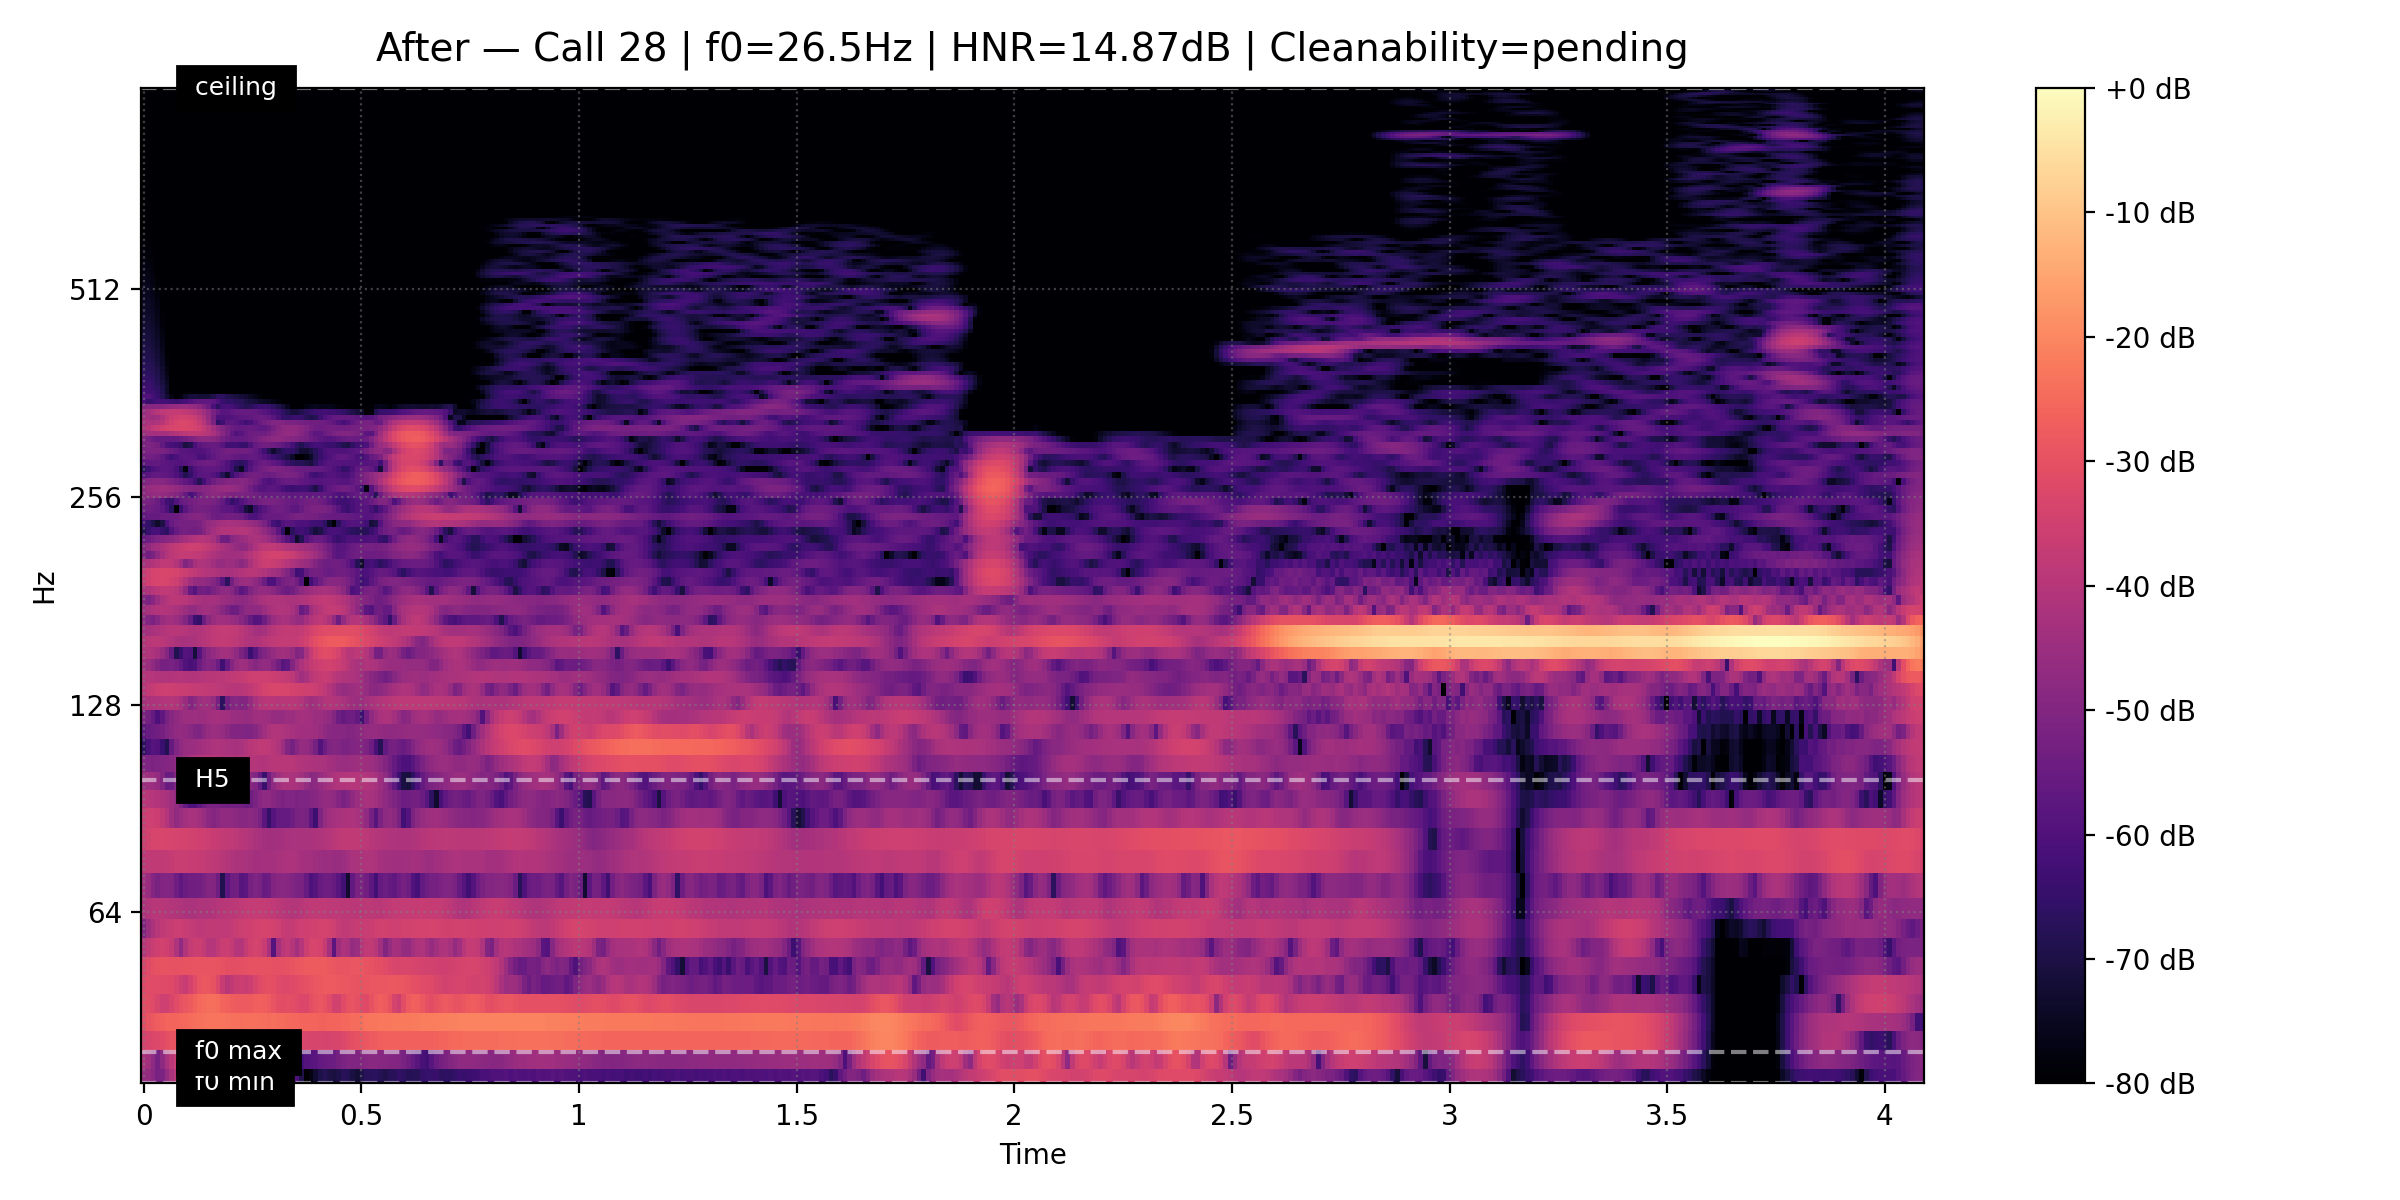 After — Call 28 | f0=26.5Hz | HNR=14.87dB | Cleanability=pending
ceiling
512
256
128
64
Hz
H5
f0 max
f0 min
0 0.5 1 1.5 2 2.5 3 3.5 4
Time
+0 dB
-10 dB
-20 dB
-30 dB
-40 dB
-50 dB
-60 dB
-70 dB
-80 dB